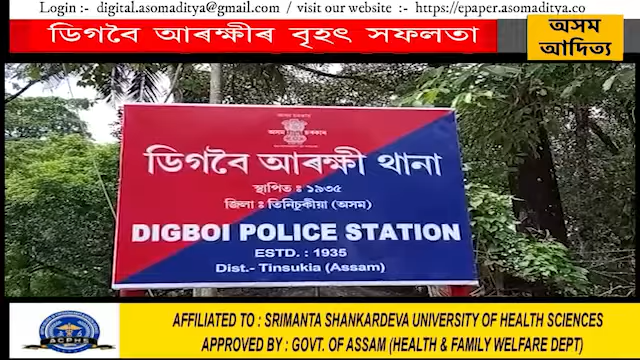 Login :- digital.asomaditya@gmail.com / visit our website :- https://epaper.asomaditya.co
ডিগবৈ আৰক্ষীৰ বৃহৎ সফলতা
অসম
আদিত্য
অসম চৰকাৰ
ডিগবৈ আৰক্ষী থানা
স্থাপিত : ১৯৩৫
জিলা : তিনিচুকীয়া (অসম)
DIGBOI POLICE STATION
ESTD. : 1935
Dist.- Tinsukia (Assam)
ACPHS
AFFILIATED TO : SRIMANTA SHANKARDEVA UNIVERSITY OF HEALTH SCIENCES
APPROVED BY : GOVT. OF ASSAM (HEALTH & FAMILY WELFARE DEPT)